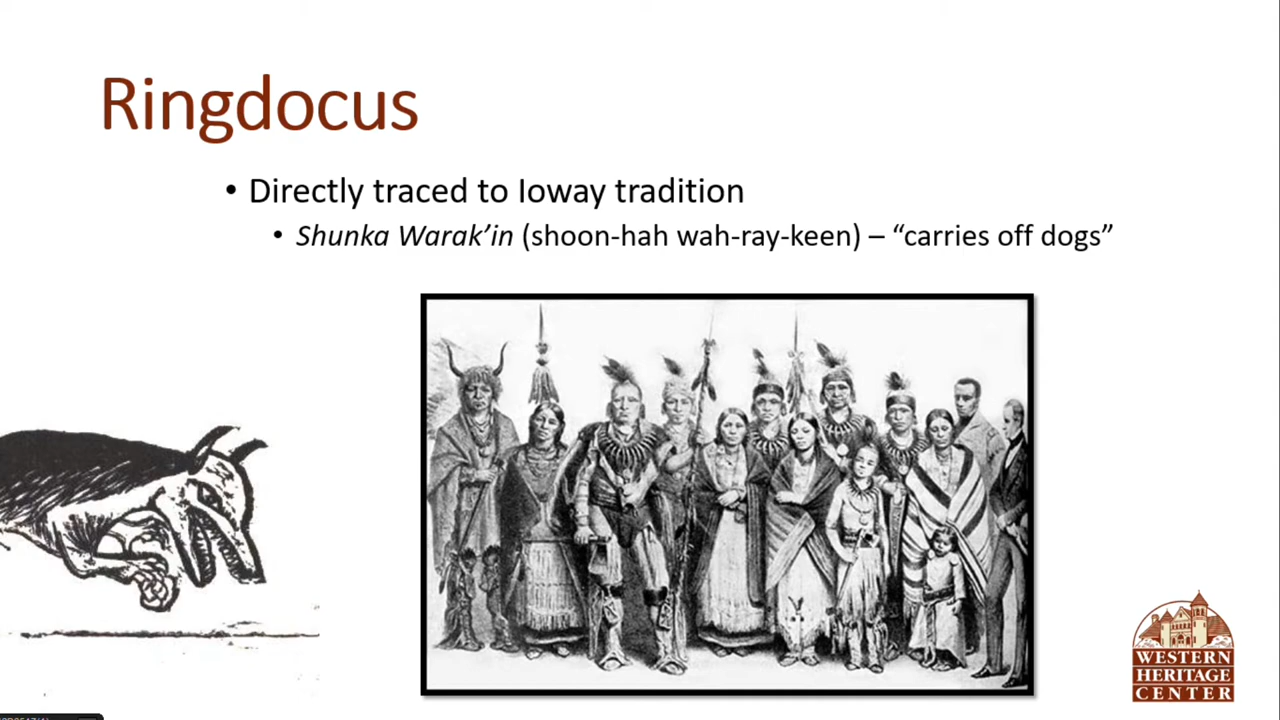 Ringdocus
• Directly traced to Ioway tradition
• Shunka Warak’in (shoon-hah wah-ray-keen) – “carries off dogs”
WESTERN
HERITAGE
CENTER